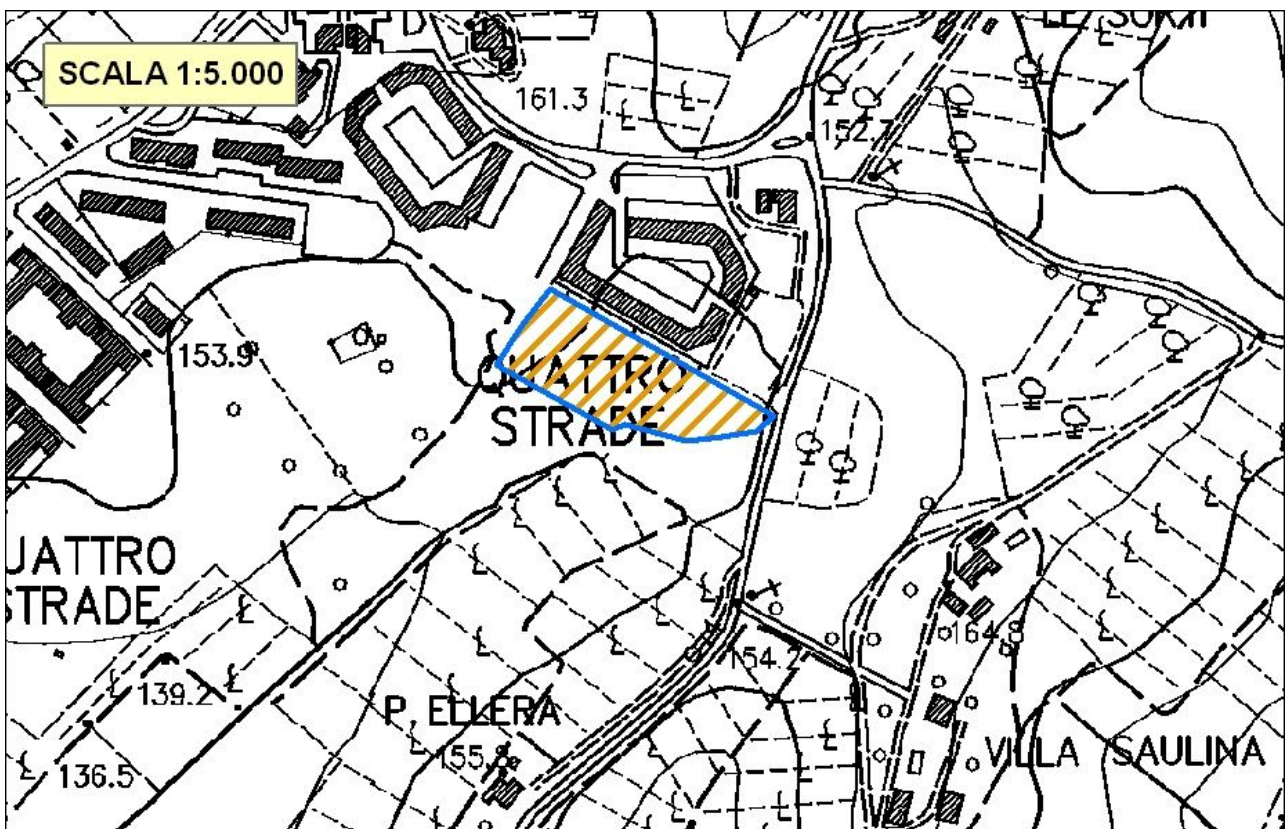 SCALA 1:5.000
161.3
152.7
153.9
QUATTRO
STRADE
UATTRO
STRADE
139.2
136.5
P. ELLERA
155.8
154.2
164.8
VILLA SAULINA